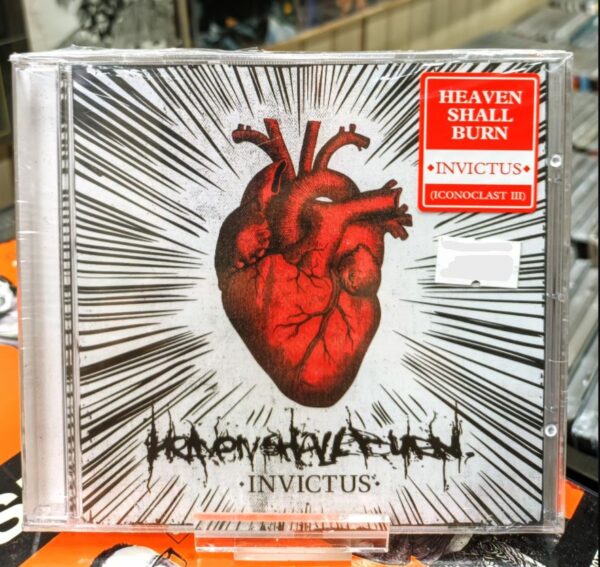 HEAVEN
SHALL
BURN
•INVICTUS•
(ICONOCLAST III)
HEAVEN SHALL BURN.
•INVICTUS•
S